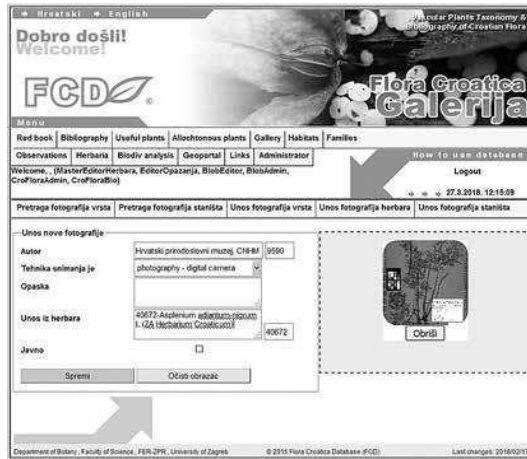 Hrvatski English
Vascular Plants Taxonomy &
Bibliography of Croatian Flora
Dobro došli!
Welcome!
FCD
Flora Croatica
Galerija
Menu
Red book Bibliography Useful plants Allochtonous plants Gallery Habitats Families
Observations Herbaria Biodiv analysis Geoportal Links Administrator
How to use database
Welcome, , (MasterEditorHerbara, EditorOpazanja, BlobEditor, BlobAdmin,
CroFloraAdmin, CroFloraBio)
Logout
27.8.2018. 12:15:09
Pretraga fotografija vrsta Pretraga fotografija staništa Unos fotografija vrsta Unos fotografija herbara Unos fotografija staništa
Unos nove fotografije
Autor Hrvatski prirodoslovni muzej, CNHM 9590
Tehnika snimanja je photography - digital camera
Opaska
Unos iz herbara 40672-Asplenium adiantum-nigrum
L. (ZA Herbarium Croaticum)
40672
Javno
Spremi Očisti obrazac
Obriši
Department of Botany, Faculty of Science, FER-ZPR, University of Zagreb © 2015 Flora Croatica Database (FCD) Last changes: 2018/02/1